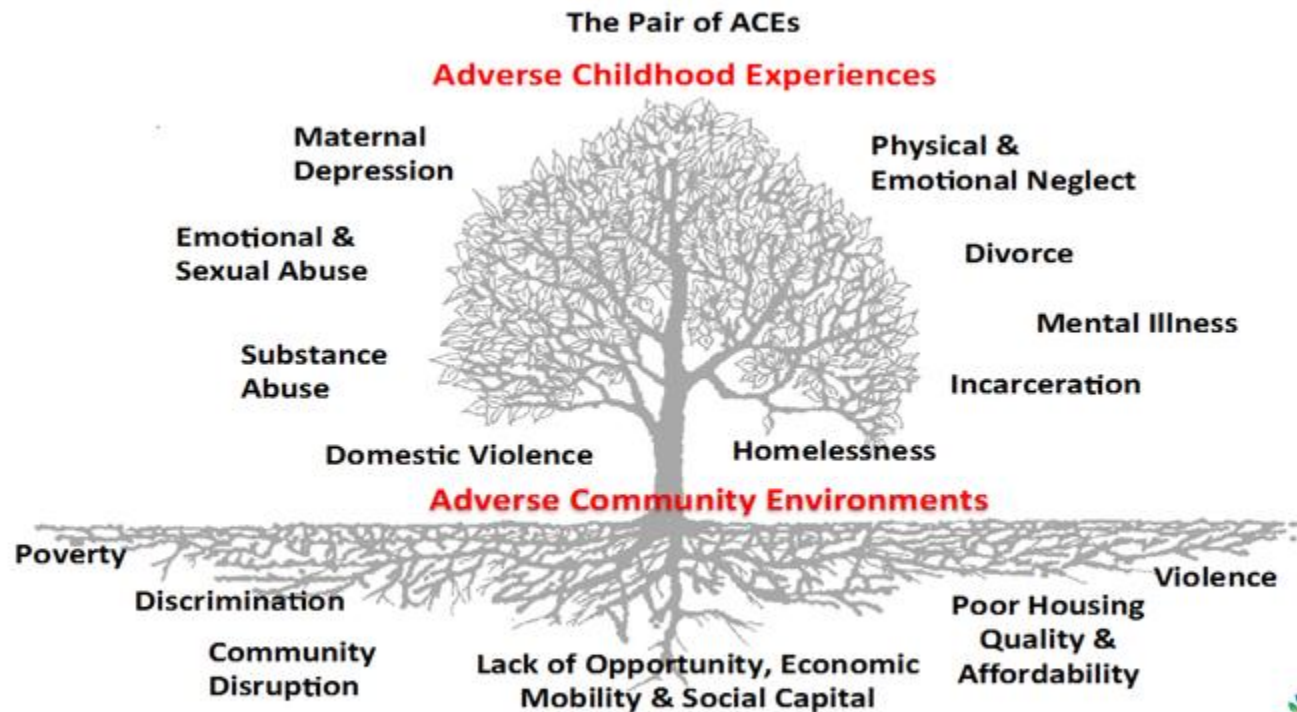 The Pair of ACEs
Adverse Childhood Experiences
Maternal
Depression
Physical &
Emotional Neglect
Emotional &
Sexual Abuse
Divorce
Mental Illness
Substance
Abuse
Incarceration
Domestic Violence
Homelessness
Adverse Community Environments
Poverty
Violence
Discrimination
Poor Housing
Quality &
Affordability
Community
Disruption
Lack of Opportunity, Economic
Mobility & Social Capital